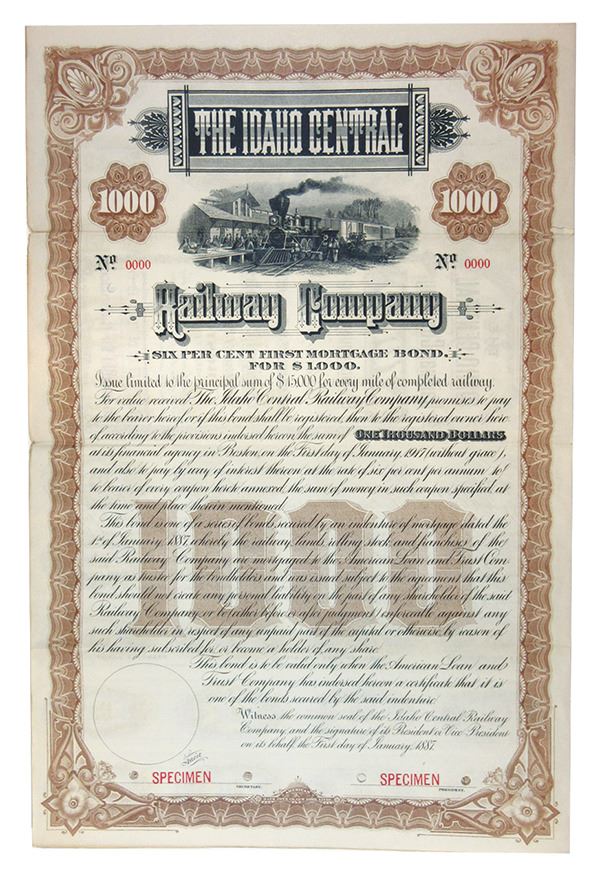 THE IDAHO CENTRAL
1000 1000
No. 0000 No. 0000
Railway Company
SIX PER CENT FIRST MORTGAGE BOND.
FOR $1,000.
Issue limited to the principal sum of $15,000 for every mile of completed railway.
For value received, The Idaho Central Railway Company promises to pay
to the bearer hereof, or if this bond shall be registered, then to the registered owner here
of according to the provisions indorsed hereon, the sum of ONE THOUSAND DOLLARS
at its financial agency in Boston, on the First day of January, 1917 (without grace),
and also to pay by way of interest thereon at the rate of six per cent per annum to
to bearer of every coupon hereto annexed, the sum of money in such coupon specified, at
the time and place therein mentioned.
1000
This bond is one of a series of bonds secured by an indenture of mortgage dated the
1st of January 1887, whereby the railway, lands, rolling stock and franchises of the
said Railway Company are mortgaged to the American Loan and Trust Com
pany as trustee for the bondholders and was issued subject to the agreement that this
bond should not create any personal liability on the part of any shareholder of the said
Railway Company, or be either before or after judgment enforceable against any
such shareholder in respect of any unpaid part of the capital or otherwise by reason of
his having subscribed for, or become a holder of any share.
This bond is to be valid only when the American Loan and
Trust Company has indorsed hereon a certificate that it is
one of the bonds secured by the said indenture.
Witness the common seal of the Idaho Central Railway
Company, and the signature of its President or Vice President
on its behalf, the First day of January, 1887.
SPECIMEN SPECIMEN
SECRETARY. PRESIDENT.